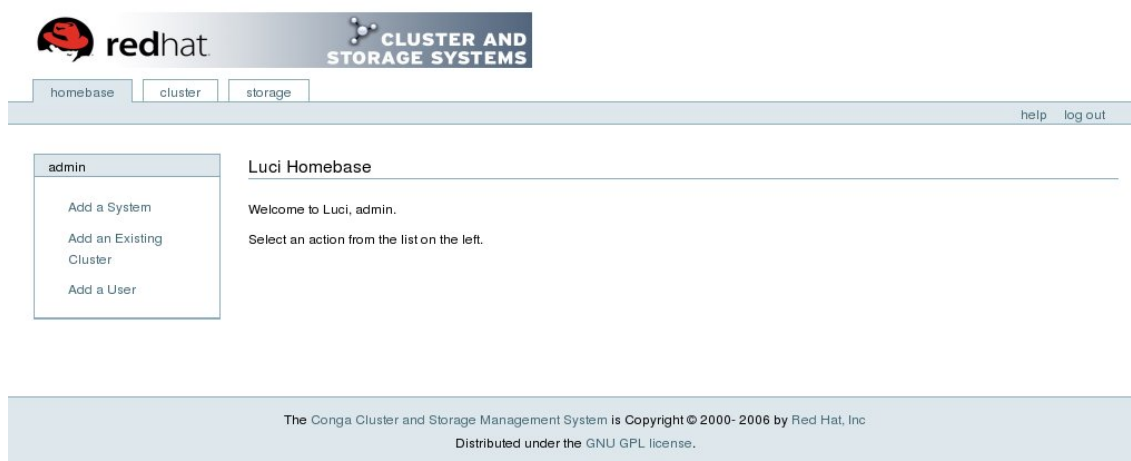 redhat.
CLUSTER AND
STORAGE SYSTEMS
homebase cluster storage
help log out
admin
Add a System
Add an Existing
Cluster
Add a User
Luci Homebase
Welcome to Luci, admin.
Select an action from the list on the left.
The Conga Cluster and Storage Management System is Copyright © 2000- 2006 by Red Hat, Inc
Distributed under the GNU GPL license.